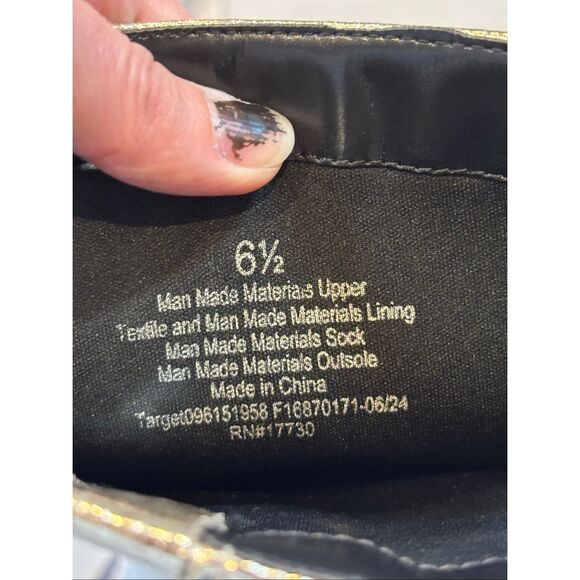 6½
Man Made Materials Upper
Textile and Man Made Materials Lining
Man Made Materials Sock
Man Made Materials Outsole
Made in China
Target096151958 F16870171-06/24
RN#17730